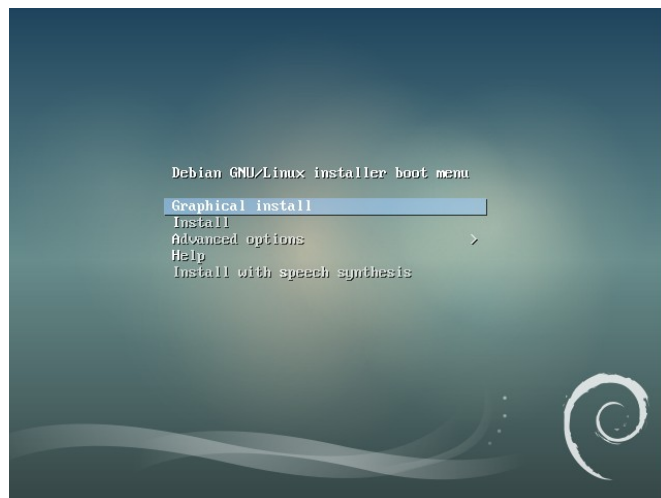 Debian GNU/Linux installer boot menu
Graphical install
Install
Advanced options >
Help
Install with speech synthesis